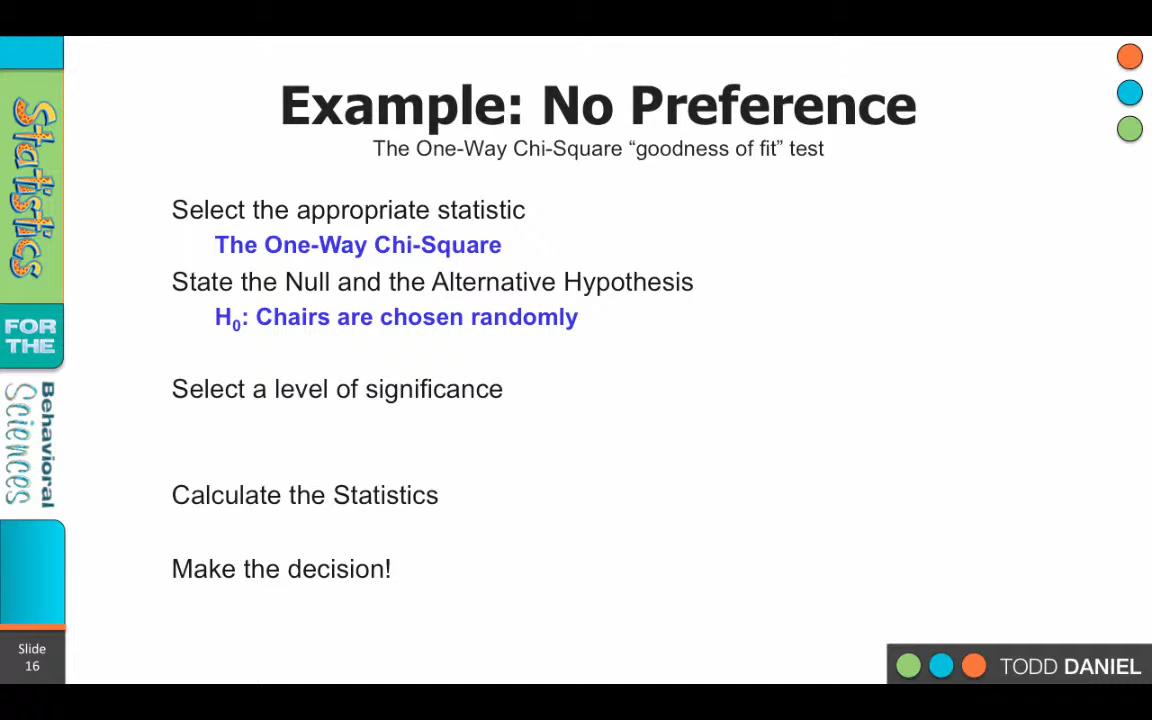 Example: No Preference
The One-Way Chi-Square “goodness of fit” test
Select the appropriate statistic
The One-Way Chi-Square
State the Null and the Alternative Hypothesis
H₀: Chairs are chosen randomly
Select a level of significance
Calculate the Statistics
Make the decision!
Statistics
FOR
THE
Behavioral
Sciences
Slide
16
TODD DANIEL